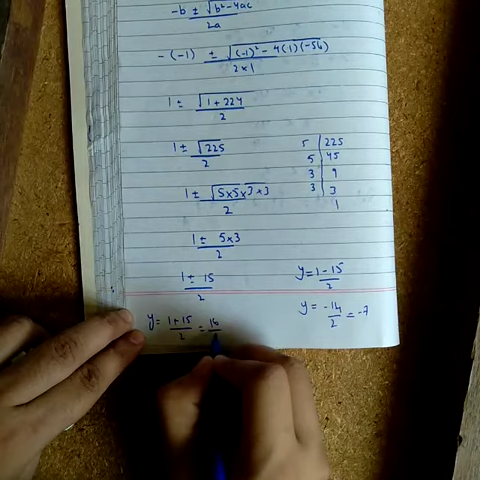 -b ± √b²-4ac
2a
-(-1) ± √(-1)² - 4(1)(-56)
2×1
1 ± √1+224
2
1± √225
2
5 | 225
5 | 45
3 | 9
3 | 3
1
1 ± √5×5×3×3
2
1 ± 5×3
2
1 ± 15
2
y = 1-15
2
y = -14/2 = -7
y = 1+15/2 = 16